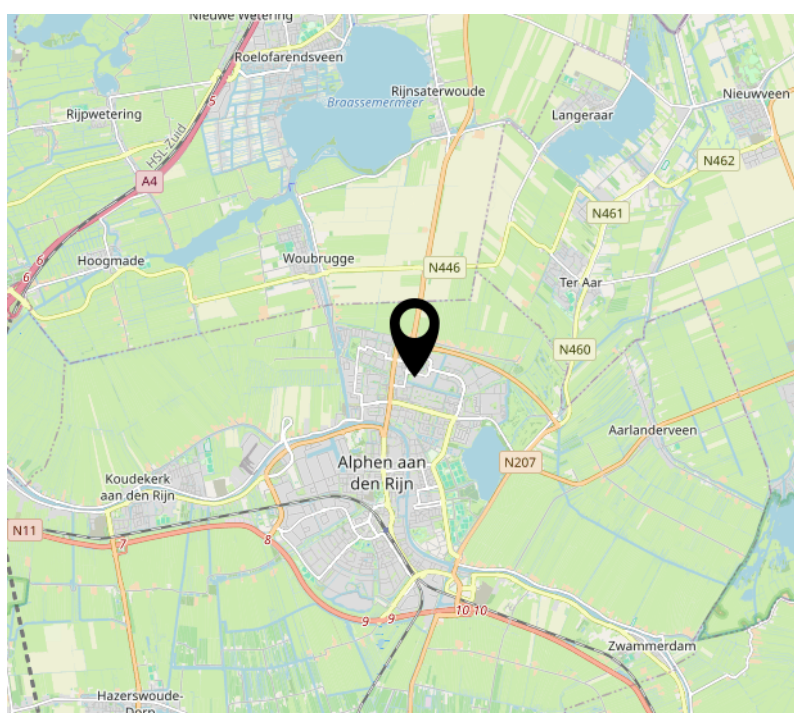 Nieuwe Wetering
Roelofarendsveen
Rijnsaterwoude
Nieuwveen
5
Braassemermeer
Rijpwetering
Langeraar
HSL-Zuid
N462
A4
N461
6
Hoogmade
Woubrugge
N446
6
Ter Aar
N460
Aarlanderveen
Alphen aan
den Rijn
N207
Koudekerk
aan den Rijn
N11
7
8
9
9
10
10
Zwammerdam
Hazerswoude-
Dorp